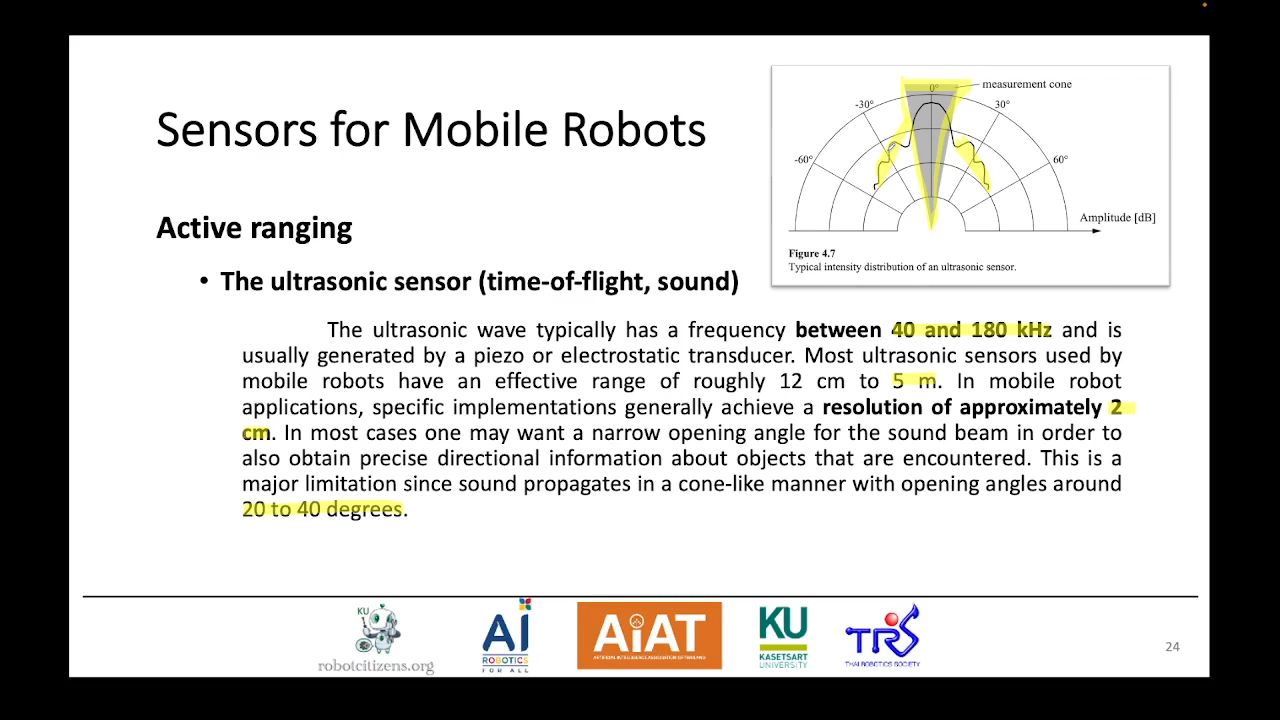 Sensors for Mobile Robots
measurement cone
0°
-30°
30°
-60°
60°
Amplitude [dB]
Figure 4.7
Typical intensity distribution of an ultrasonic sensor.
Active ranging
• The ultrasonic sensor (time-of-flight, sound)
The ultrasonic wave typically has a frequency between 40 and 180 kHz and is
usually generated by a piezo or electrostatic transducer. Most ultrasonic sensors used by
mobile robots have an effective range of roughly 12 cm to 5 m. In mobile robot
applications, specific implementations generally achieve a resolution of approximately 2
cm. In most cases one may want a narrow opening angle for the sound beam in order to
also obtain precise directional information about objects that are encountered. This is a
major limitation since sound propagates in a cone-like manner with opening angles around
20 to 40 degrees.
KU
robotcitizens.org
AI
ROBOTICS
FOR ALL
AiAT
ARTIFICIAL INTELLIGENCE ASSOCIATION OF THAILAND
KU
KASETSART
UNIVERSITY
TRS
THAI ROBOTICS SOCIETY
24